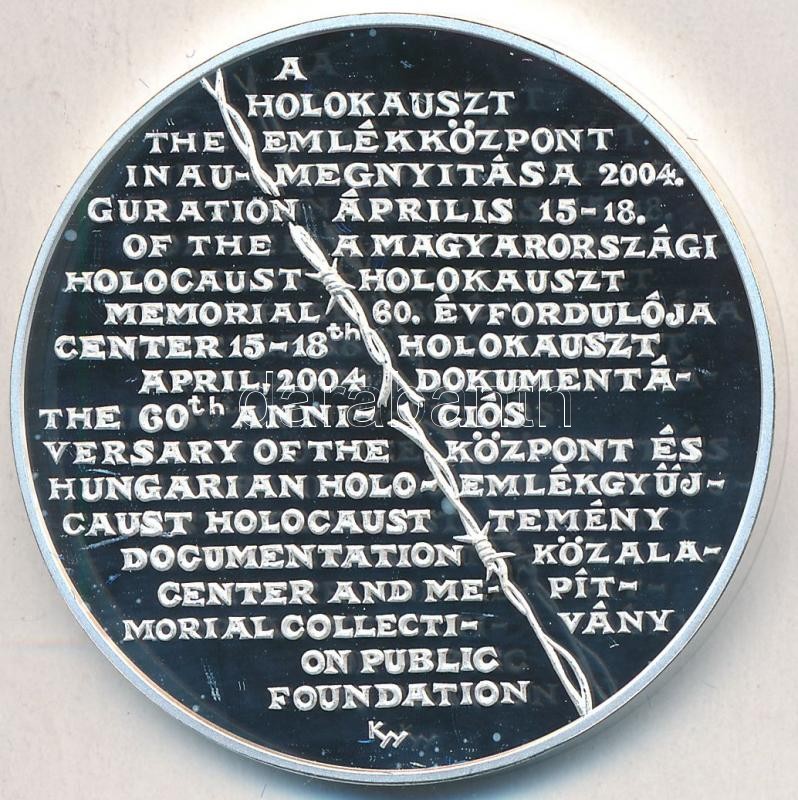 A
HOLOKAUSZT
THE EMLÉKKÖZPONT
INAU- MEGNYITÁSA 2004.
GURATION ÁPRILIS 15-18.
OF THE A MAGYARORSZÁGI
HOLOCAUST HOLOKAUSZT
MEMORIAL 60. ÉVFORDULÓJA
CENTER 15-18th HOLOKAUSZT
APRIL, 2004 DOKUMENTÁ-
THE 60th ANNI- CIÓS
VERSARY OF THE KÖZPONT ÉS
HUNGARIAN HOLO- EMLÉKGYŰJ-
CAUST HOLOCAUST TEMÉNY
DOCUMENTATION KÖZALA-
CENTER AND ME- PÍT-
MORIAL COLLECTI- VÁNY
ON PUBLIC
FOUNDATION
darabanth